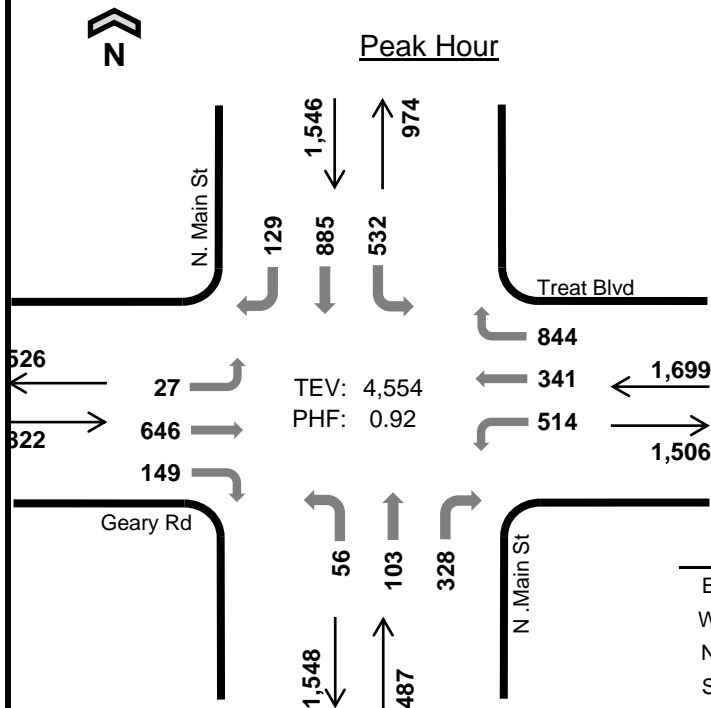 N
Peak Hour
1,546
974
N. Main St
129
885
532
Treat Blvd
844
526
27
TEV: 4,554
341
1,699
PHF: 0.92
646
514
822
1,506
149
Geary Rd
56
103
328
N .Main St
1,548
487